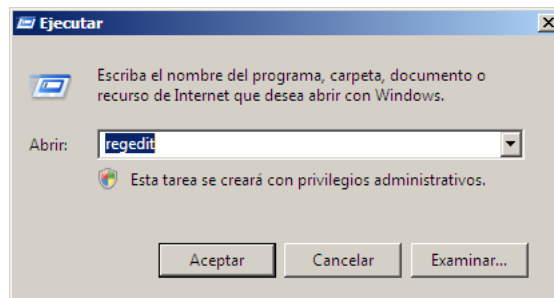 Ejecutar
Escriba el nombre del programa, carpeta, documento o
recurso de Internet que desea abrir con Windows.
Abrir:
regedit
Esta tarea se creará con privilegios administrativos.
Aceptar
Cancelar
Examinar...